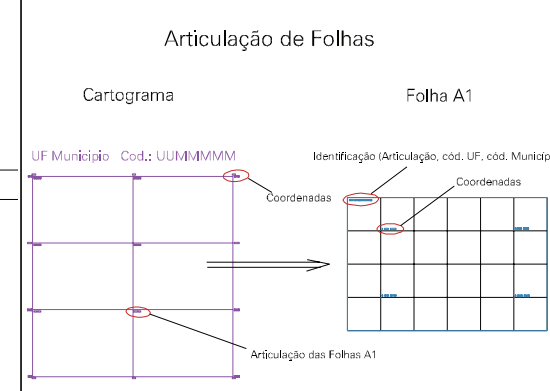 Articulação de Folhas
Cartograma
Folha A1
UF Municipio Cod.: UUMMMMM
Identificação (Articulação, cód. UF, cód. Municíp
Coordenadas
Coordenadas
Articulação das Folhas A1